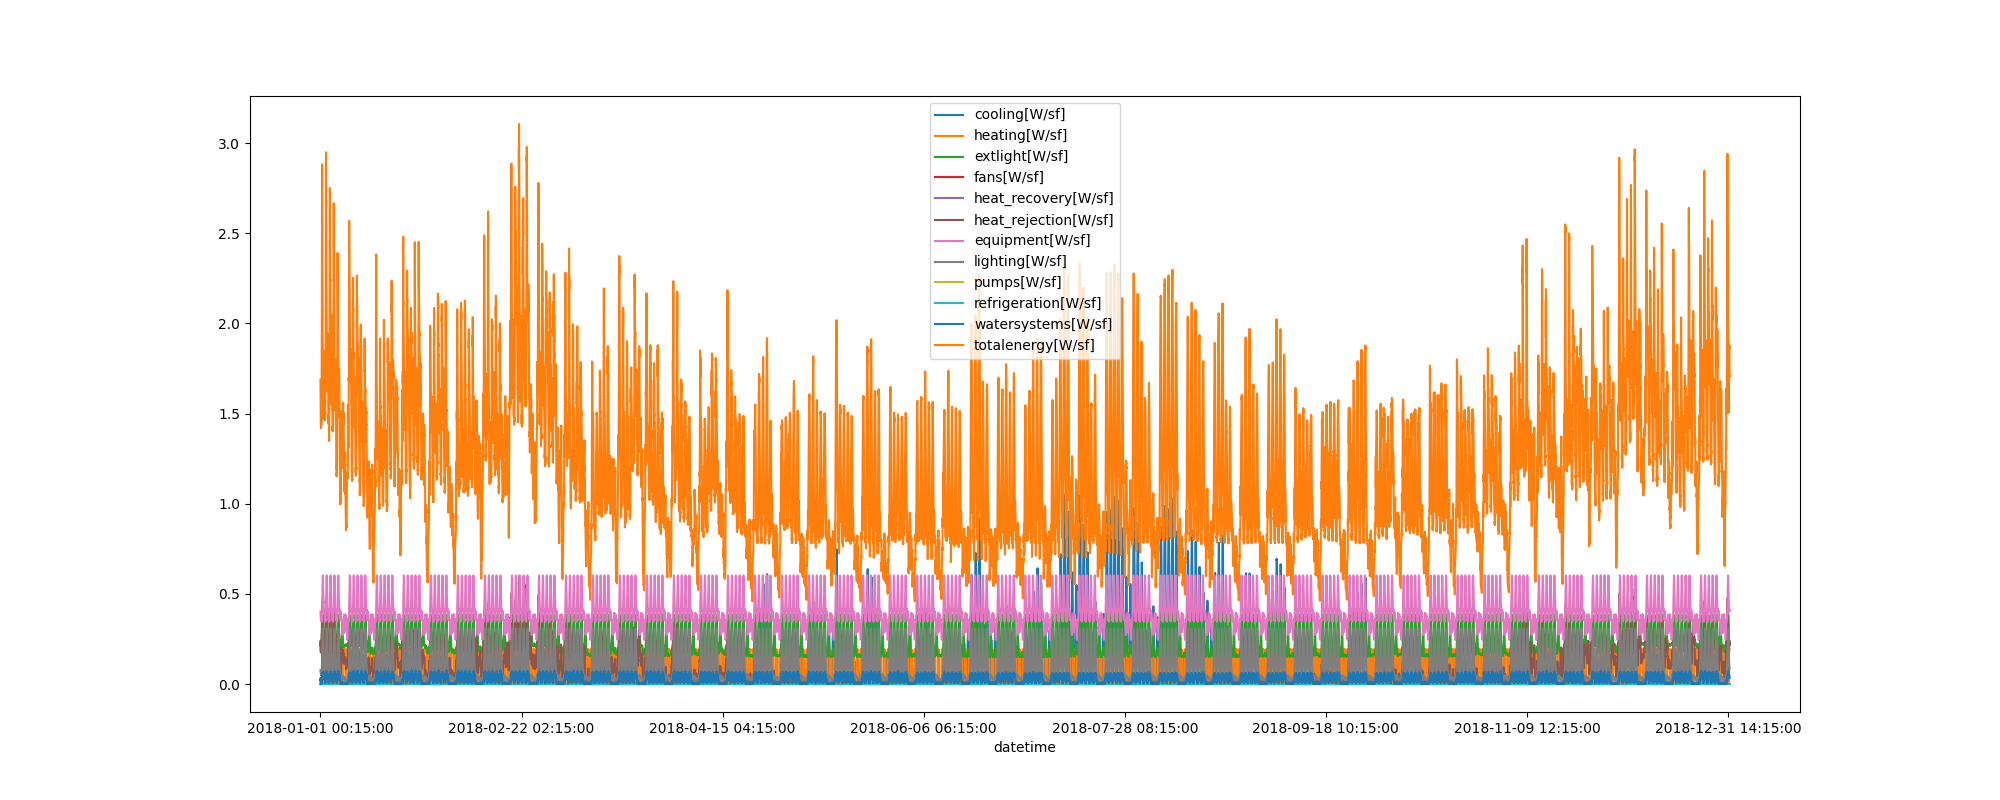 3.0
2.5
2.0
1.5
1.0
0.5
0.0
cooling[W/sf]
heating[W/sf]
extlight[W/sf]
fans[W/sf]
heat_recovery[W/sf]
heat_rejection[W/sf]
equipment[W/sf]
lighting[W/sf]
pumps[W/sf]
refrigeration[W/sf]
watersystems[W/sf]
totalenergy[W/sf]
2018-01-01 00:15:00 2018-02-22 02:15:00 2018-04-15 04:15:00 2018-06-06 06:15:00 2018-07-28 08:15:00 2018-09-18 10:15:00 2018-11-09 12:15:00 2018-12-31 14:15:00
datetime